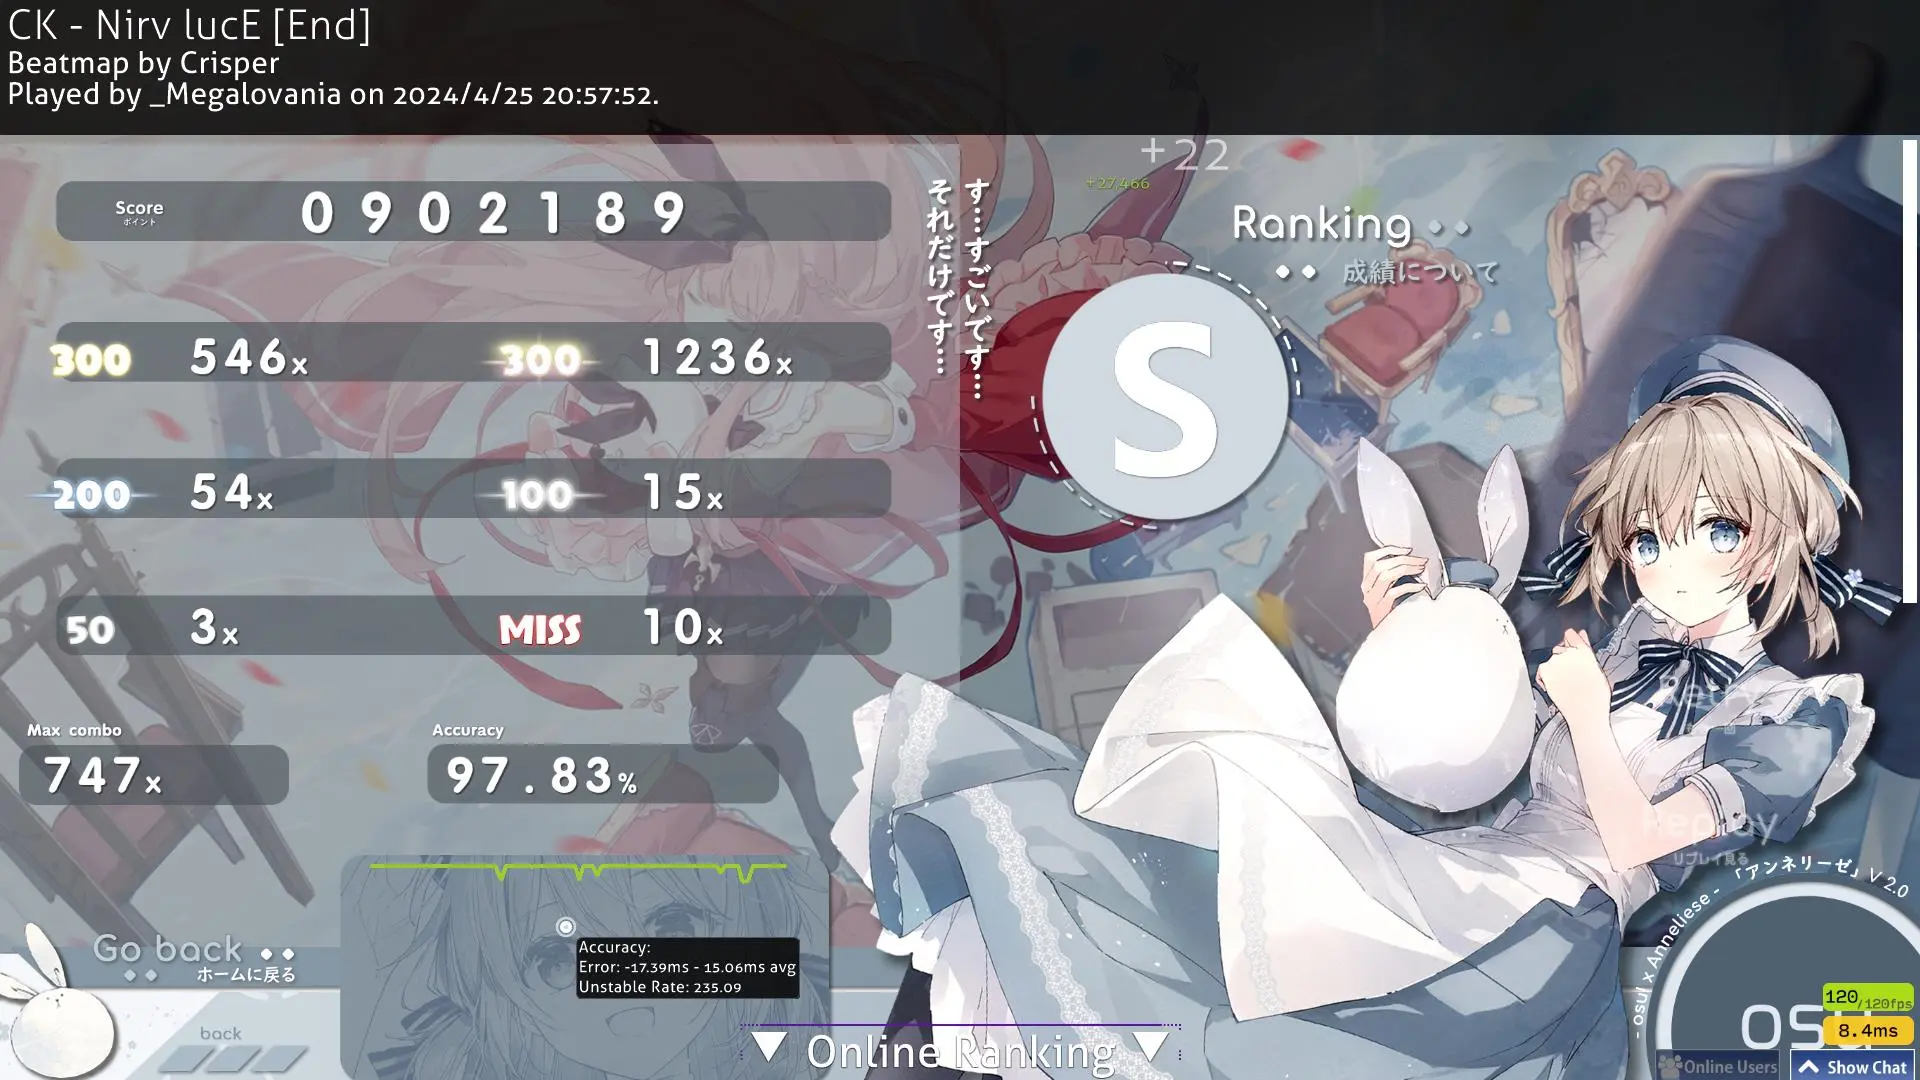 CK - Nirv lucE [End]
Beatmap by Crisper
Played by _Megalovania on 2024/4/25 20:57:52.
+22
+27,466
Score
ポイント
0902189
す…すごいです…
それだけです…
Ranking
成績について
S
300 546x
300 1236x
200 54x
100 15x
50 3x
MISS 10x
Max combo
747x
Accuracy
97.83%
Retry
Replay
リプレイ見る
- osu! x Anneliese - 「アンネリーゼ」 V 2.0
Go back
ホームに戻る
back
Accuracy:
Error: -17.39ms - 15.06ms avg
Unstable Rate: 235.09
Online Ranking
osu
120/120fps
8.4ms
Online Users
Show Chat